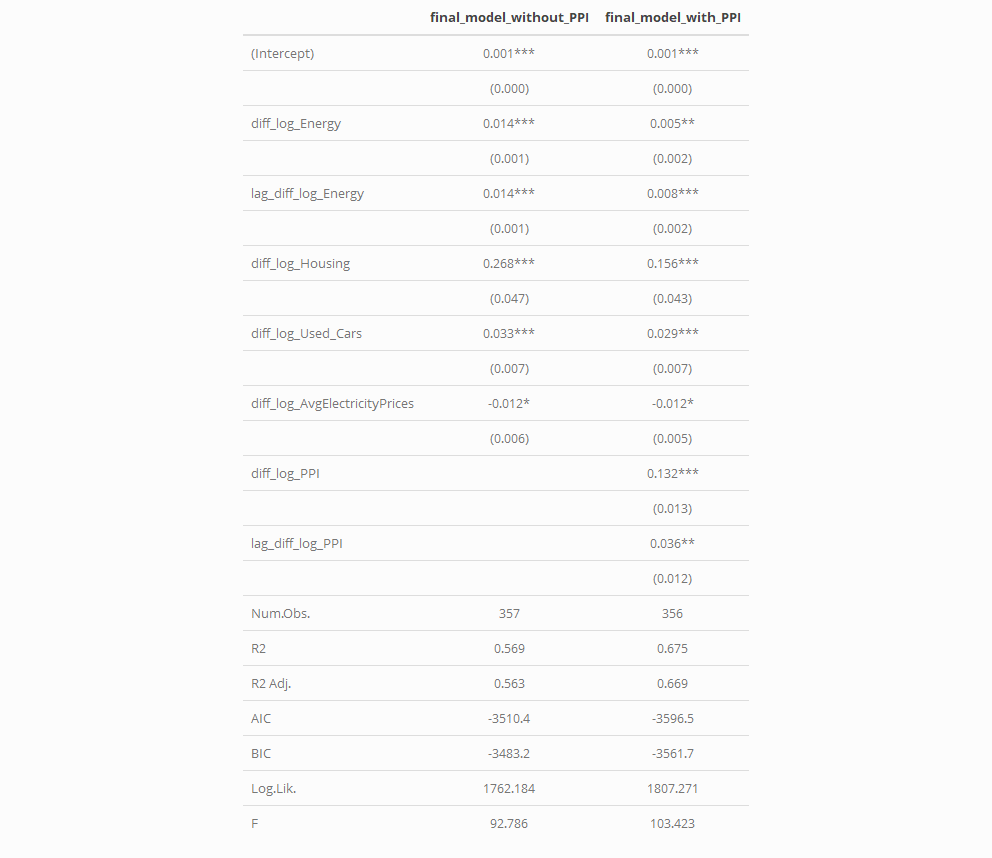 final_model_without_PPI final_model_with_PPI
(Intercept) 0.001*** 0.001***
(0.000) (0.000)
diff_log_Energy 0.014*** 0.005**
(0.001) (0.002)
lag_diff_log_Energy 0.014*** 0.008***
(0.001) (0.002)
diff_log_Housing 0.268*** 0.156***
(0.047) (0.043)
diff_log_Used_Cars 0.033*** 0.029***
(0.007) (0.007)
diff_log_AvgElectricityPrices -0.012* -0.012*
(0.006) (0.005)
diff_log_PPI 0.132***
(0.013)
lag_diff_log_PPI 0.036**
(0.012)
Num.Obs. 357 356
R2 0.569 0.675
R2 Adj. 0.563 0.669
AIC -3510.4 -3596.5
BIC -3483.2 -3561.7
Log.Lik. 1762.184 1807.271
F 92.786 103.423